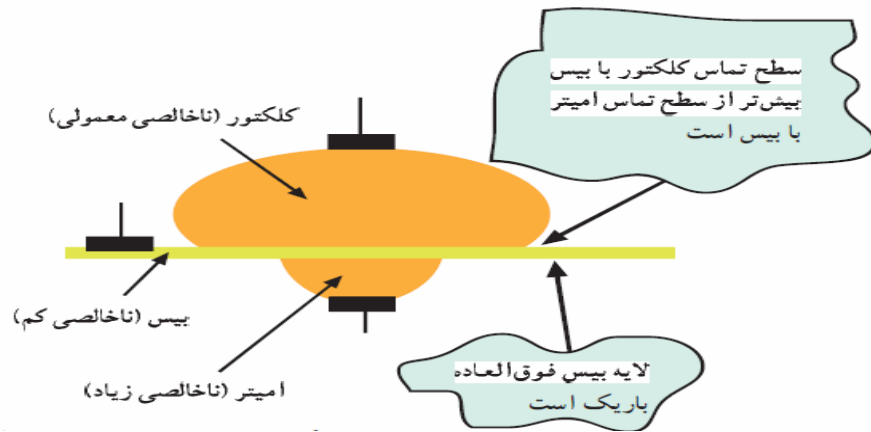 سطح تماس کلکتور با بیس
بیش‌تر از سطح تماس امیتر
با بیس است
کلکتور (ناخالصی معمولی)
بیس (ناخالصی کم)
امیتر (ناخالصی زیاد)
لایه بیس فوق‌العاده
باریک است